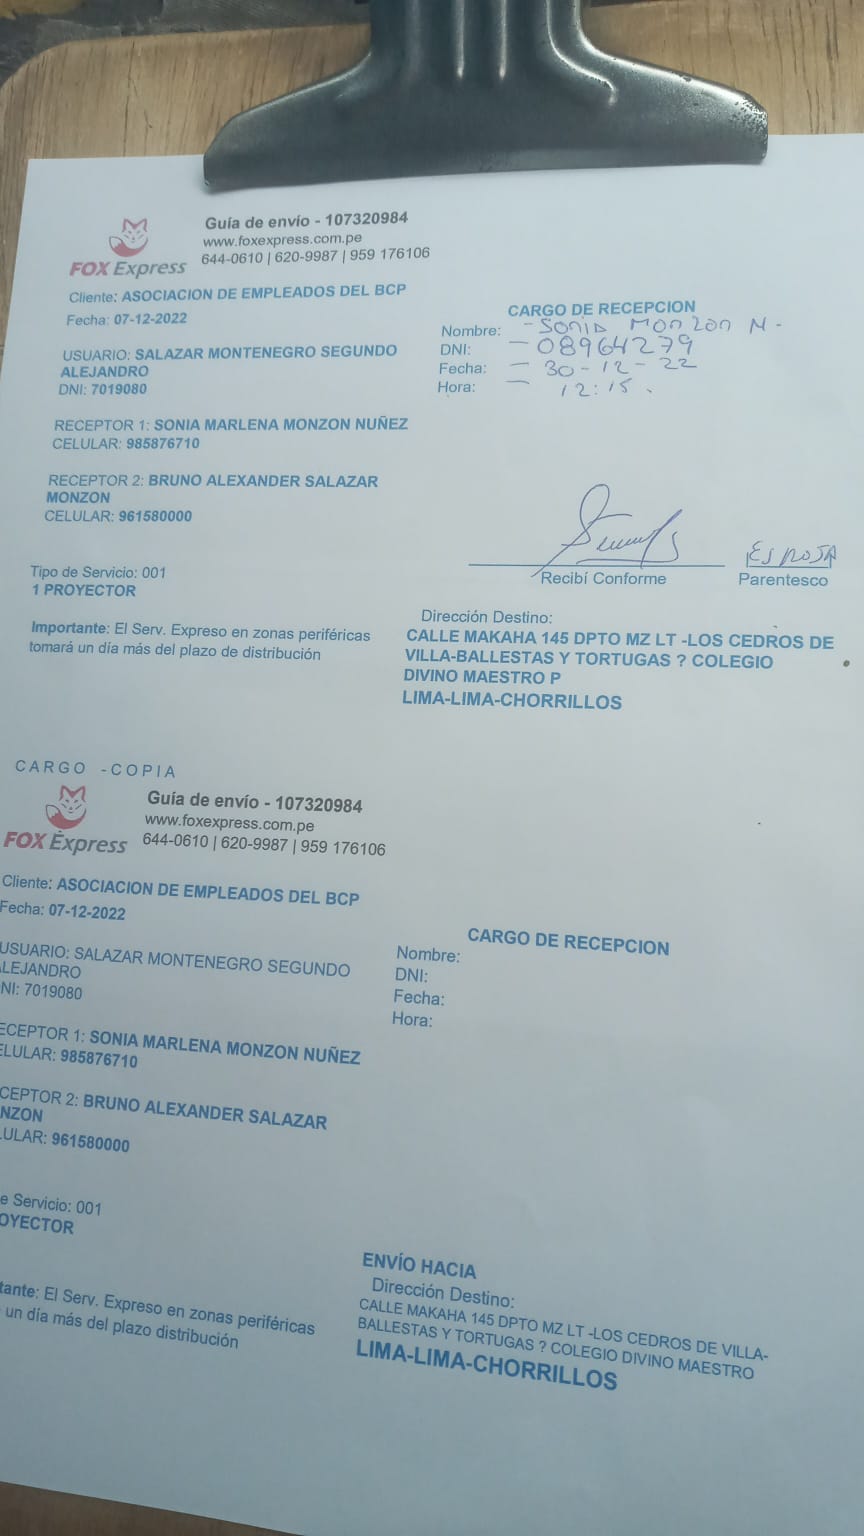 Guía de envío - 107320984
www.foxexpress.com.pe
644-0610 | 620-9987 | 959 176106
FOX Express
Cliente: ASOCIACION DE EMPLEADOS DEL BCP
Fecha: 07-12-2022
USUARIO: SALAZAR MONTENEGRO SEGUNDO
ALEJANDRO
DNI: 7019080
RECEPTOR 1: SONIA MARLENA MONZON NUÑEZ
CELULAR: 985876710
RECEPTOR 2: BRUNO ALEXANDER SALAZAR
MONZON
CELULAR: 961580000
Tipo de Servicio: 001
1 PROYECTOR
Importante: El Serv. Expreso en zonas periféricas
tomará un día más del plazo de distribución
CARGO DE RECEPCION
Nombre: - SONIA MONZON N.
DNI: - 08964279
Fecha: - 30-12-22
Hora: - 12:15.
Recibí Conforme
ESPOSA
Parentesco
Dirección Destino:
CALLE MAKAHA 145 DPTO MZ LT -LOS CEDROS DE
VILLA-BALLESTAS Y TORTUGAS ? COLEGIO
DIVINO MAESTRO P
LIMA-LIMA-CHORRILLOS
CARGO -COPIA
Guía de envío - 107320984
www.foxexpress.com.pe
644-0610 | 620-9987 | 959 176106
FOX Express
Cliente: ASOCIACION DE EMPLEADOS DEL BCP
Fecha: 07-12-2022
USUARIO: SALAZAR MONTENEGRO SEGUNDO
LEJANDRO
NI: 7019080
ECEPTOR 1: SONIA MARLENA MONZON NUÑEZ
ELULAR: 985876710
CEPTOR 2: BRUNO ALEXANDER SALAZAR
NZON
LULAR: 961580000
e Servicio: 001
OYECTOR
tante: El Serv. Expreso en zonas periféricas
un día más del plazo distribución
CARGO DE RECEPCION
Nombre:
DNI:
Fecha:
Hora:
ENVÍO HACIA
Dirección Destino:
CALLE MAKAHA 145 DPTO MZ LT -LOS CEDROS DE VILLA-
BALLESTAS Y TORTUGAS ? COLEGIO DIVINO MAESTRO
LIMA-LIMA-CHORRILLOS